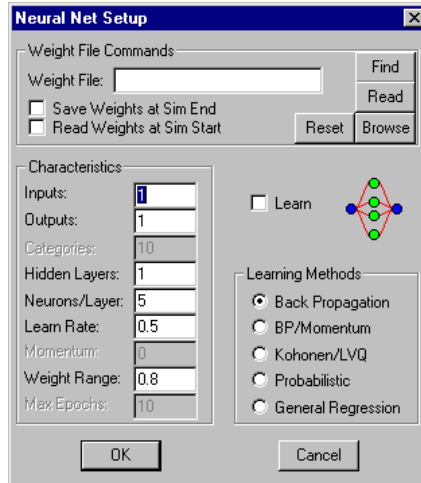 Neural Net Setup
Weight File Commands
Weight File:
Find
Read
Save Weights at Sim End
Read Weights at Sim Start
Reset
Browse
Characteristics
Inputs: 1
Outputs: 1
Categories: 10
Hidden Layers: 1
Neurons/Layer: 5
Learn Rate: 0.5
Momentum: 0
Weight Range: 0.8
Max Epochs: 10
Learn
Learning Methods
Back Propagation
BP/Momentum
Kohonen/LVQ
Probabilistic
General Regression
OK
Cancel